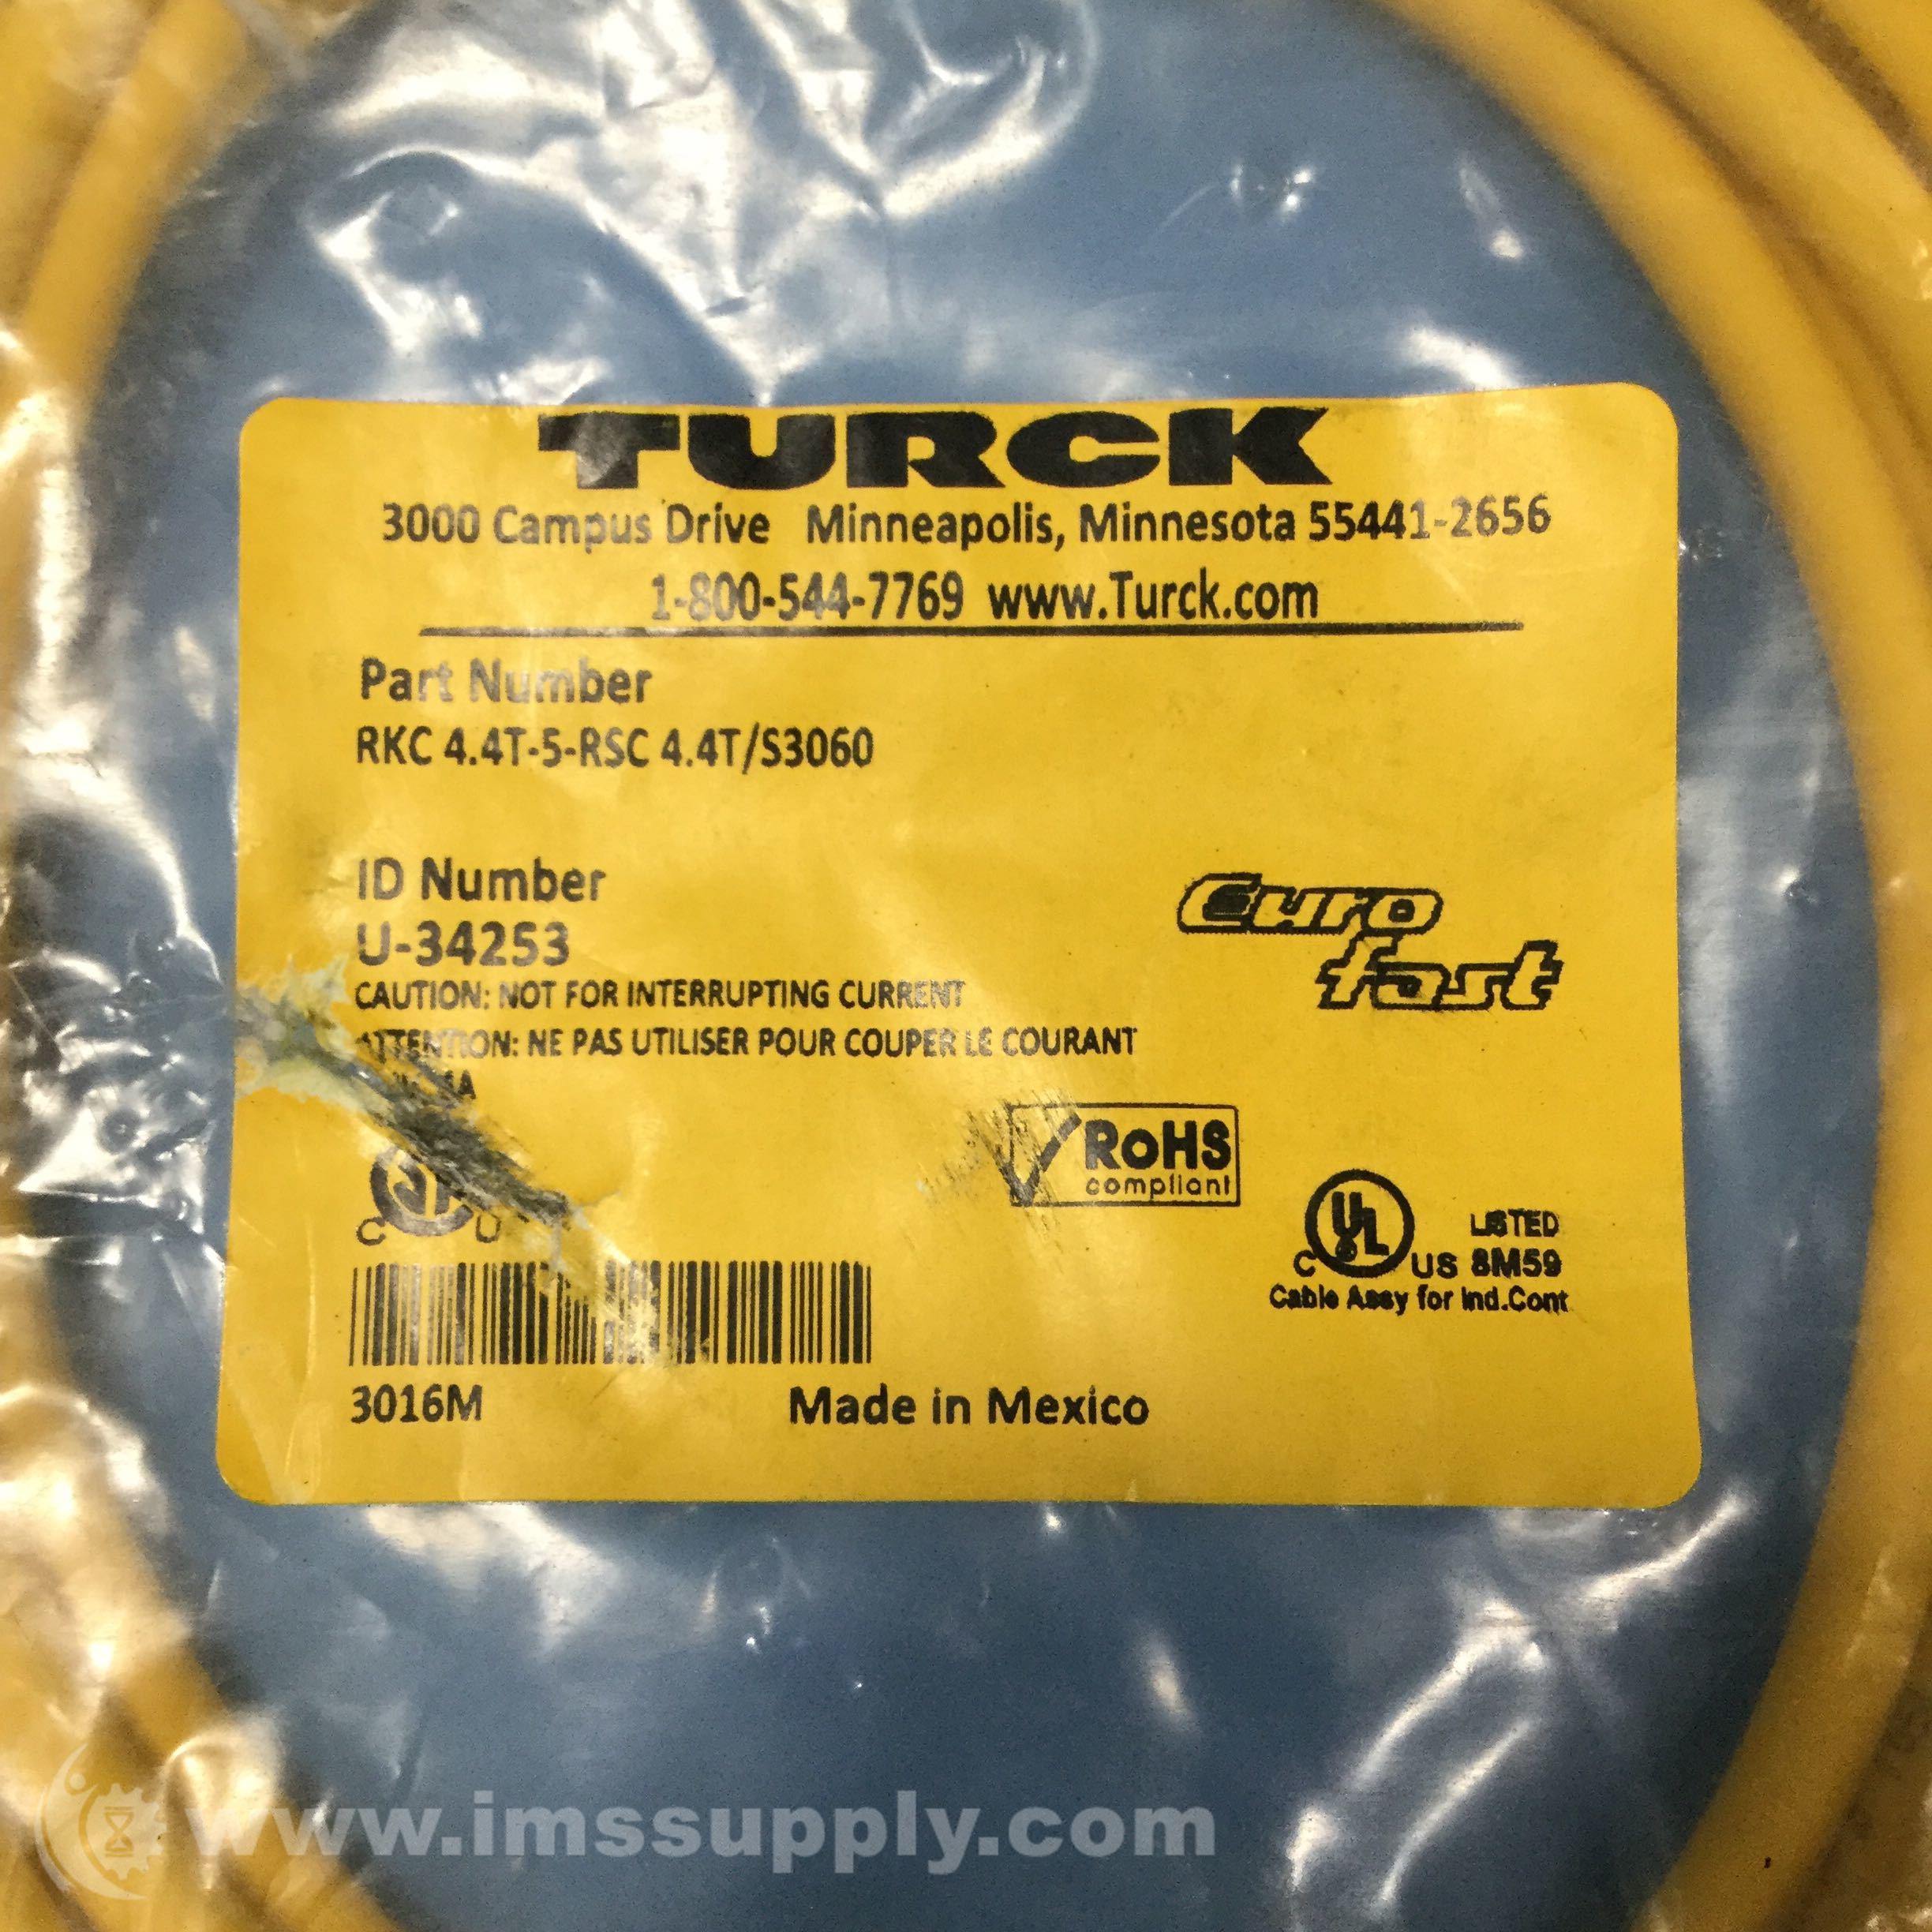 TURCK
3000 Campus Drive Minneapolis, Minnesota 55441-2656
1-800-544-7769 www.Turck.com
Part Number
RKC 4.4T-5-RSC 4.4T/S3060
ID Number
U-34253
CAUTION: NOT FOR INTERRUPTING CURRENT
ATTENTION: NE PAS UTILISER POUR COUPER LE COURANT
Euro
fast
RoHS
compliant
C U
C UL US LISTED
8M59
Cable Assy for Ind.Cont
3016M Made in Mexico
www.imssupply.com